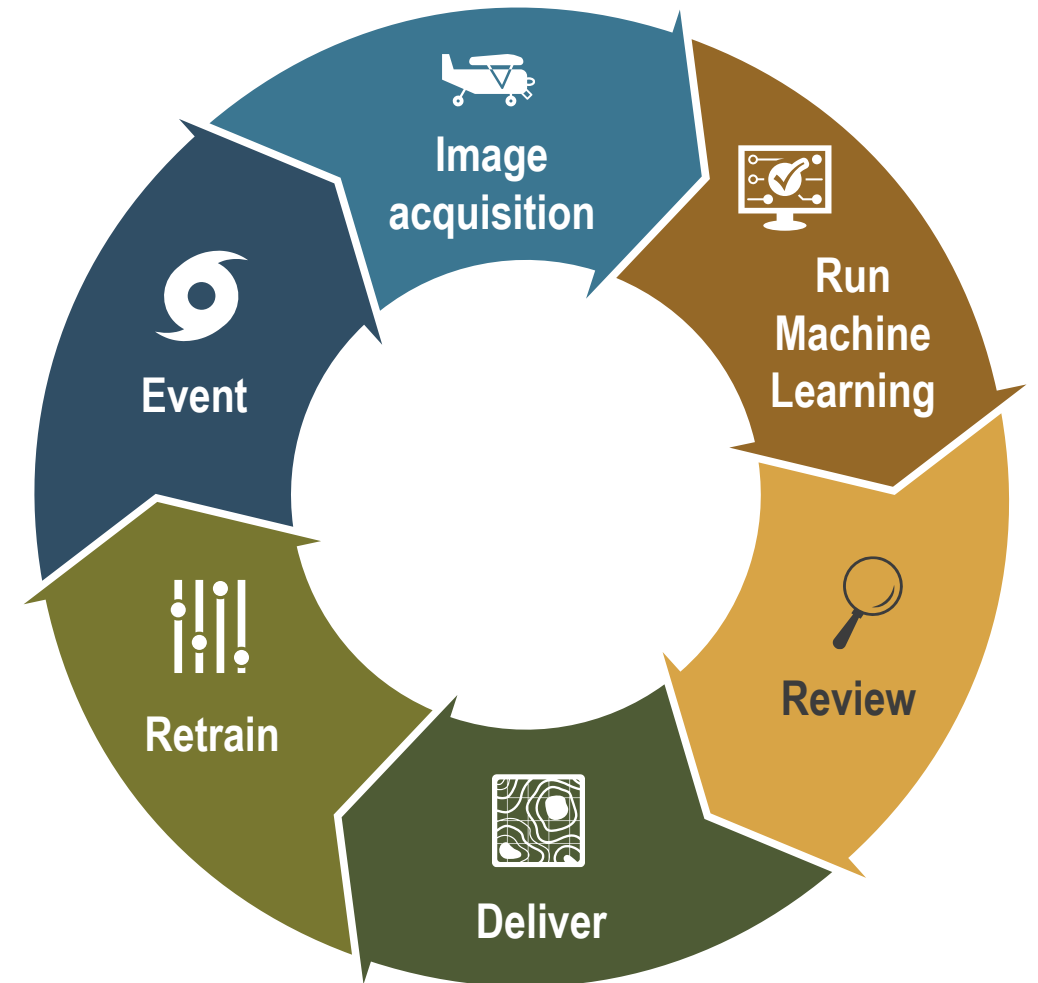 Image
acquisition
Run
Machine
Learning
Review
Deliver
Retrain
Event